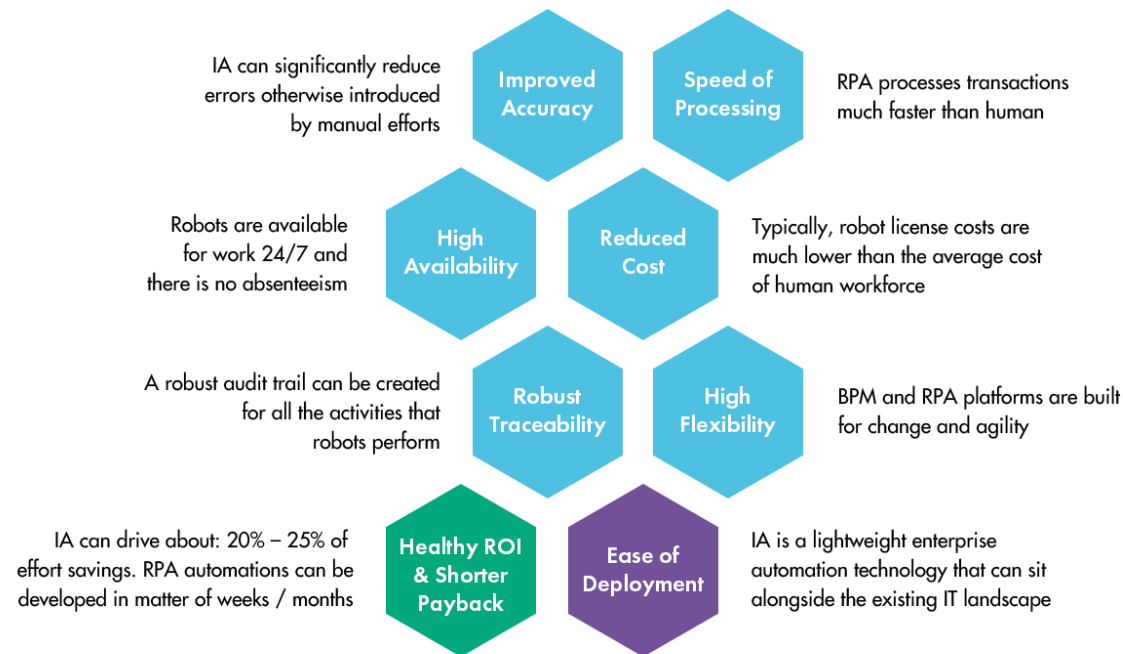 IA can significantly reduce
errors otherwise introduced
by manual efforts
Improved
Accuracy
Speed of
Processing
RPA processes transactions
much faster than human
Robots are available
for work 24/7 and
there is no absenteeism
High
Availability
Reduced
Cost
Typically, robot license costs are
much lower than the average cost
of human workforce
A robust audit trail can be created
for all the activities that
robots perform
Robust
Traceability
High
Flexibility
BPM and RPA platforms are built
for change and agility
IA can drive about: 20% – 25% of
effort savings. RPA automations can be
developed in matter of weeks / months
Healthy ROI
& Shorter
Payback
Ease of
Deployment
IA is a lightweight enterprise
automation technology that can sit
alongside the existing IT landscape